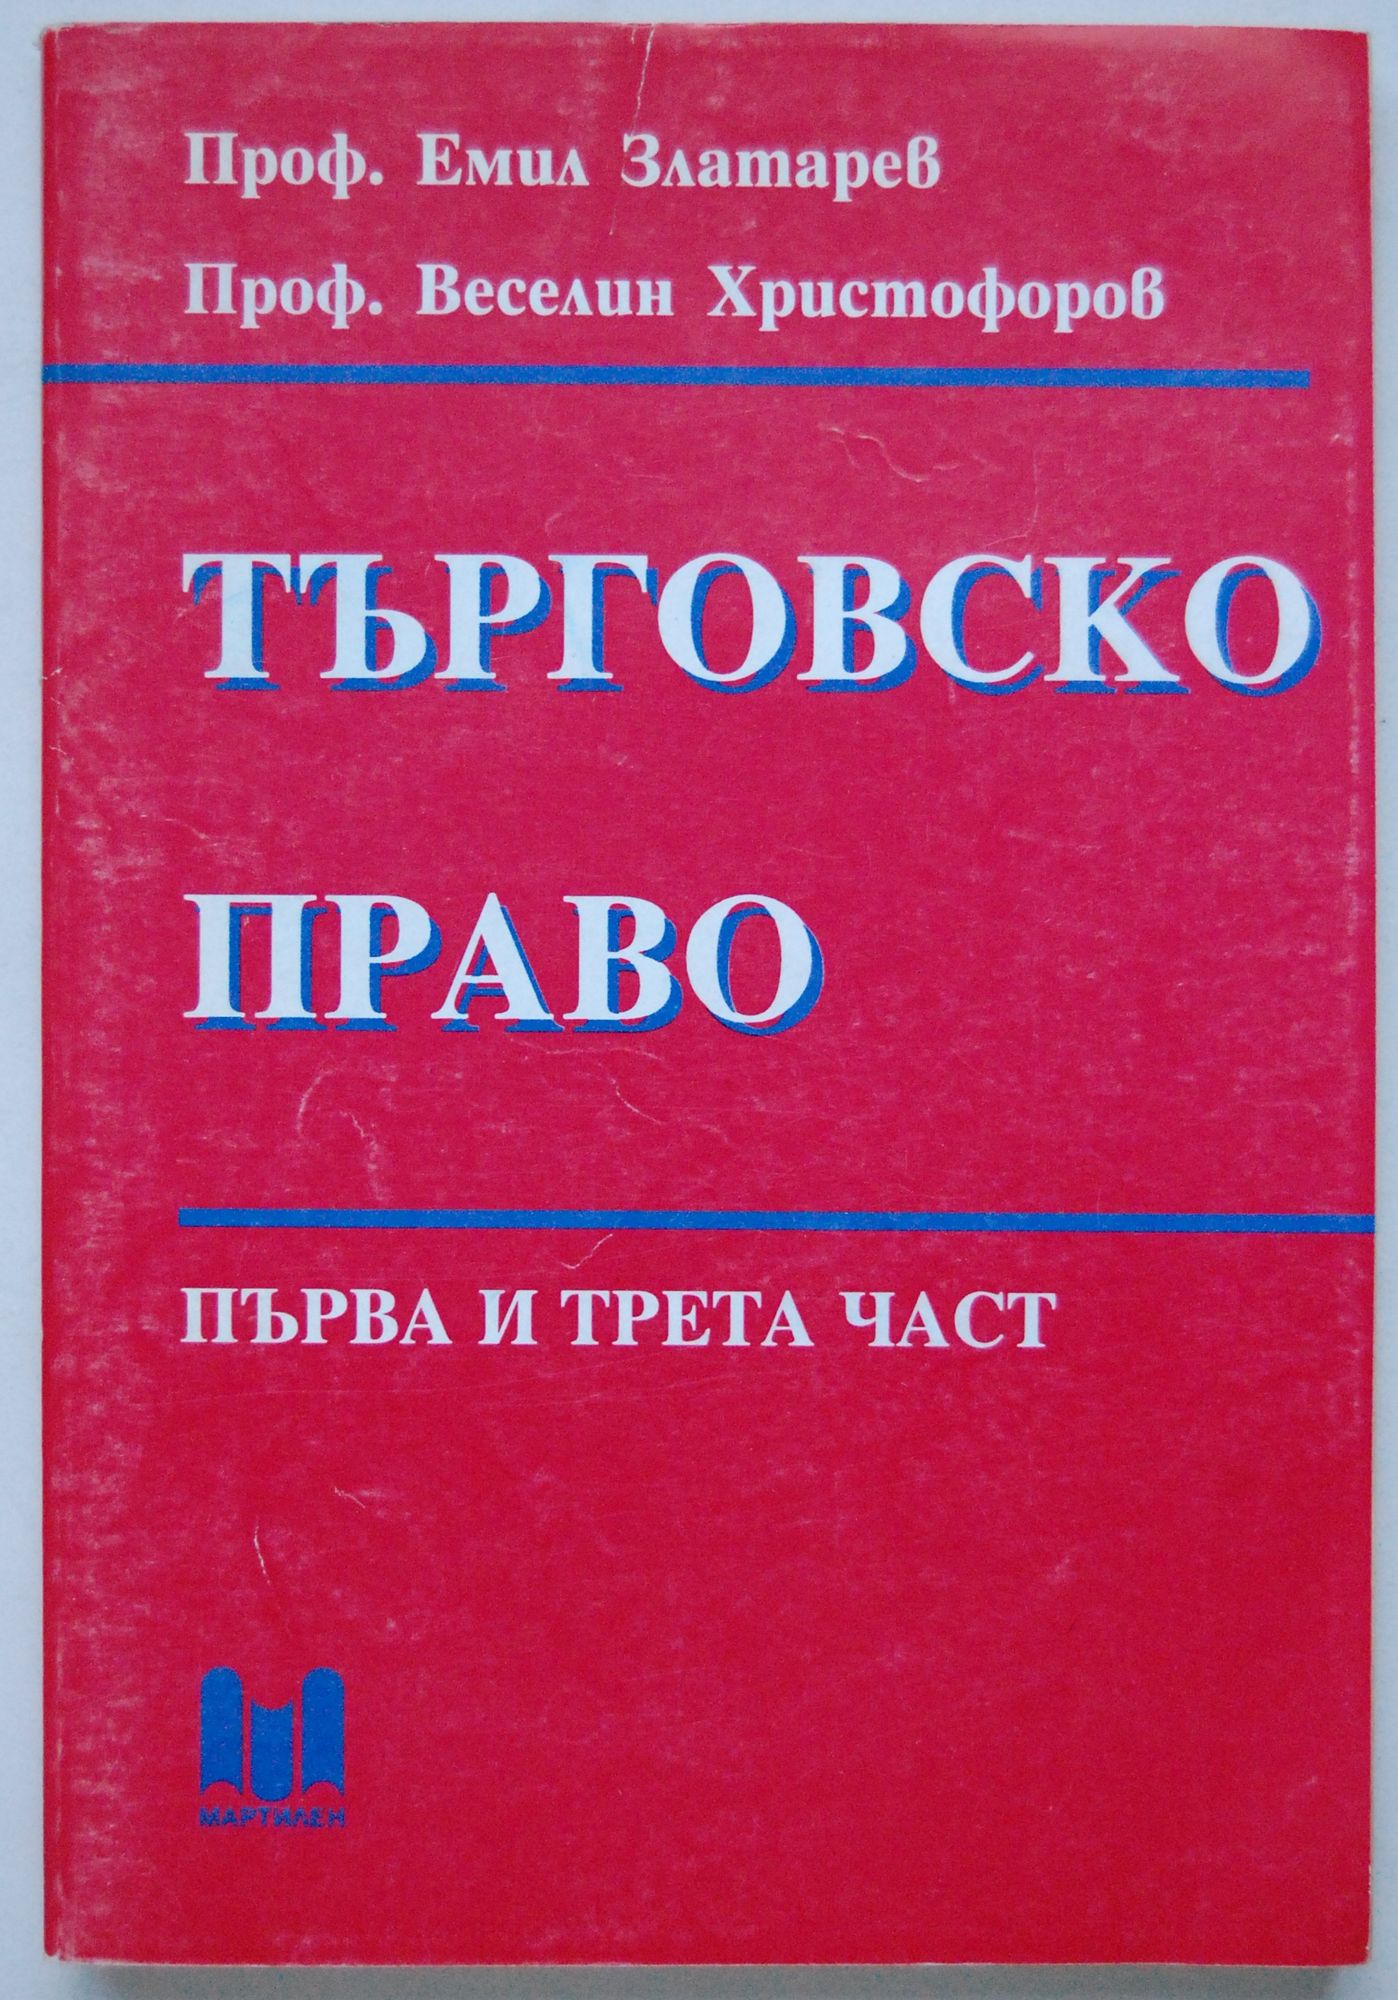 Проф. Емил Златарев
Проф. Веселин Христофоров
ТЪРГОВСКО
ПРАВО
ПЪРВА И ТРЕТА ЧАСТ
МАРТИЛЕН